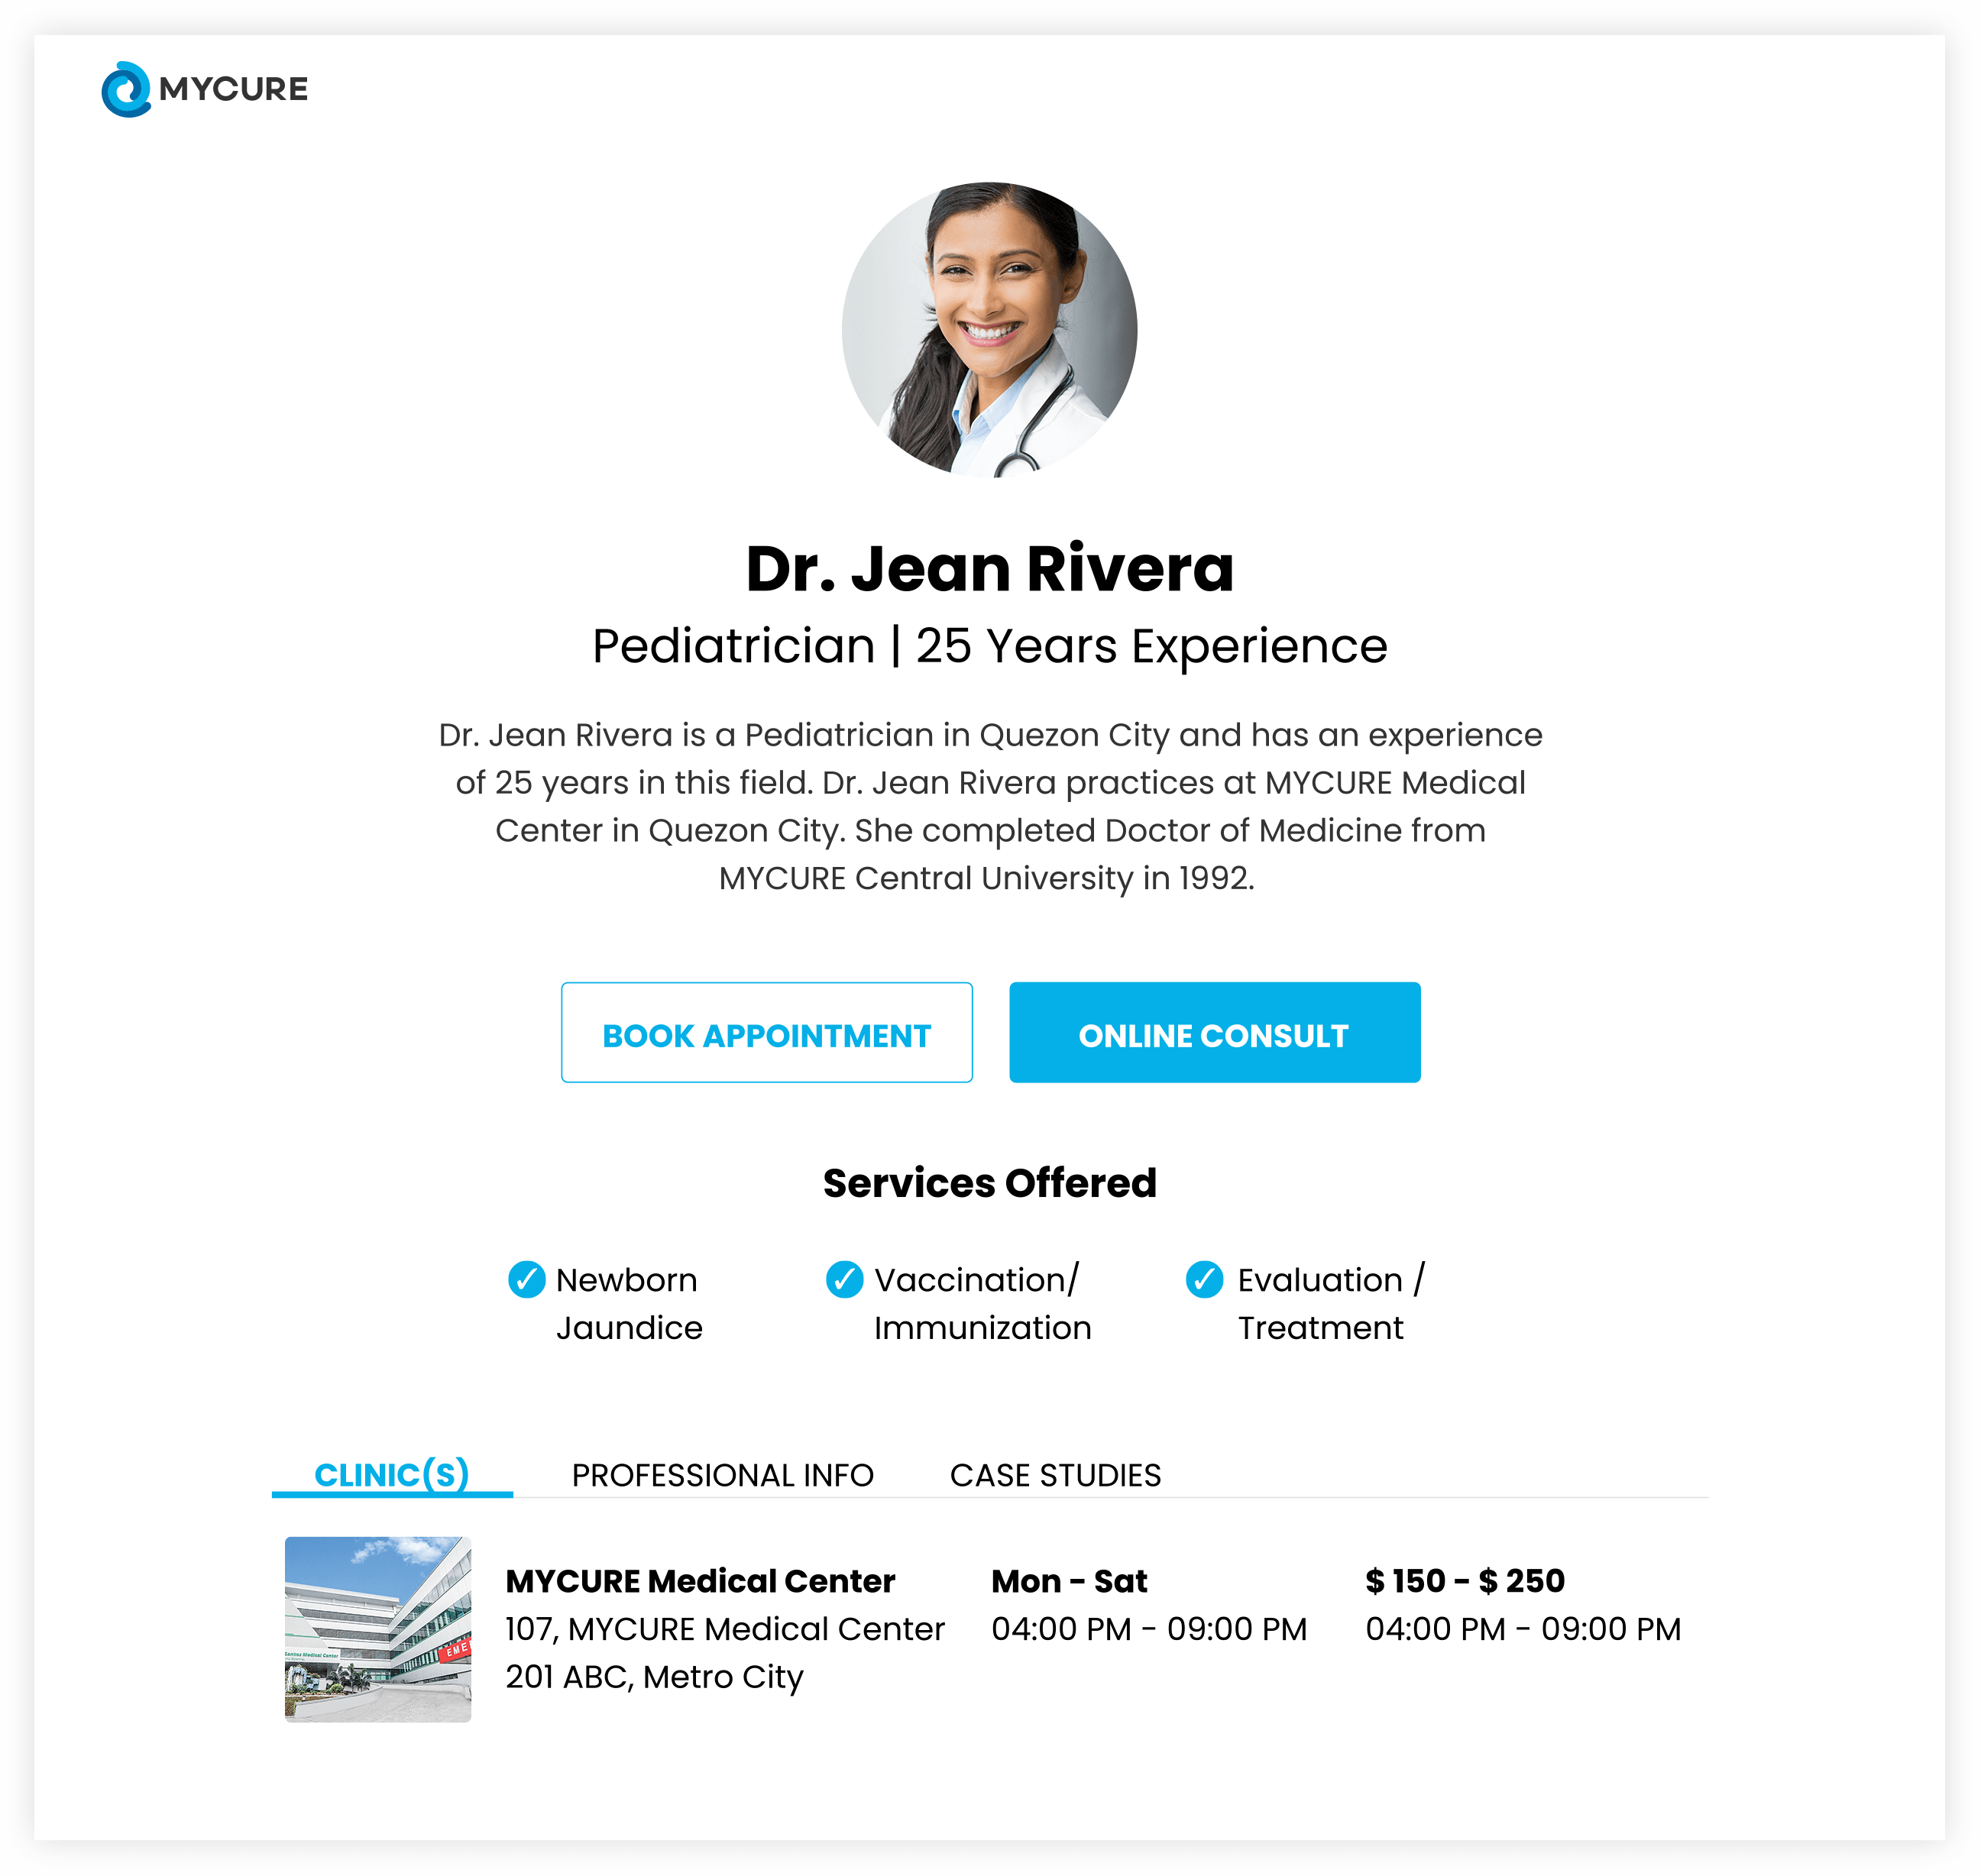 MYCURE
Dr. Jean Rivera
Pediatrician | 25 Years Experience
Dr. Jean Rivera is a Pediatrician in Quezon City and has an experience
of 25 years in this field. Dr. Jean Rivera practices at MYCURE Medical
Center in Quezon City. She completed Doctor of Medicine from
MYCURE Central University in 1992.
BOOK APPOINTMENT
ONLINE CONSULT
Services Offered
Newborn
Jaundice
Vaccination/
Immunization
Evaluation /
Treatment
CLINIC(S)
PROFESSIONAL INFO
CASE STUDIES
Medical Center
EME
MYCURE Medical Center
107, MYCURE Medical Center
201 ABC, Metro City
Mon - Sat
04:00 PM - 09:00 PM
$ 150 - $ 250
04:00 PM - 09:00 PM